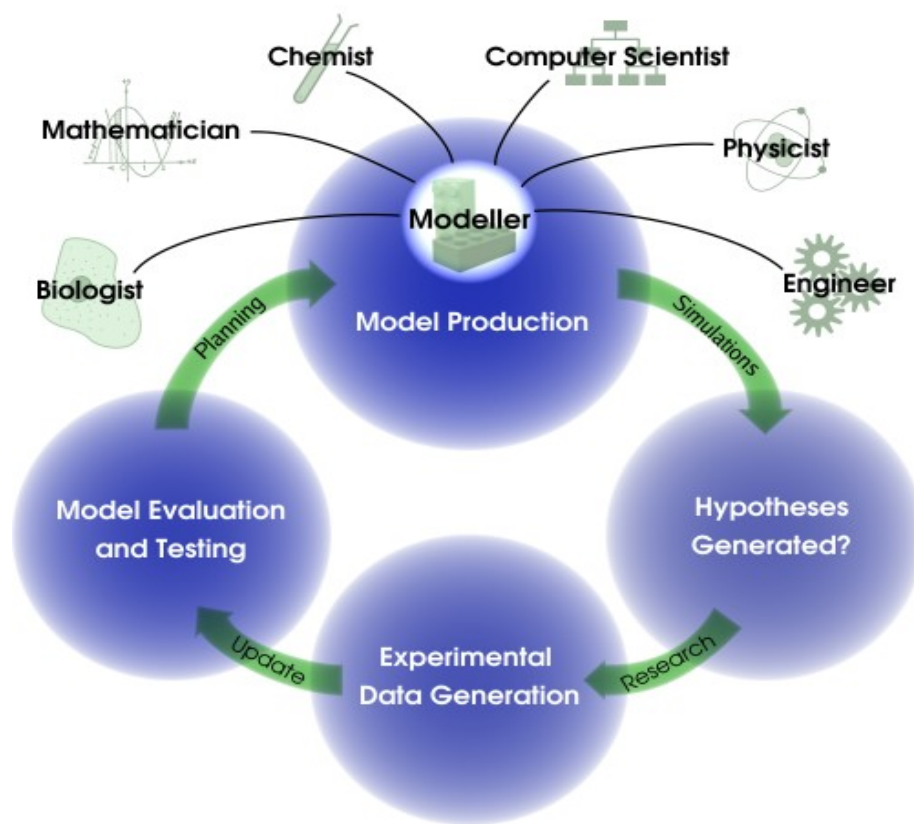 Chemist
Computer Scientist
Mathematician
Physicist
Modeller
Biologist
Engineer
Model Production
Planning
Simulations
Model Evaluation
and Testing
Hypotheses
Generated?
Experimental
Data Generation
Update
Research